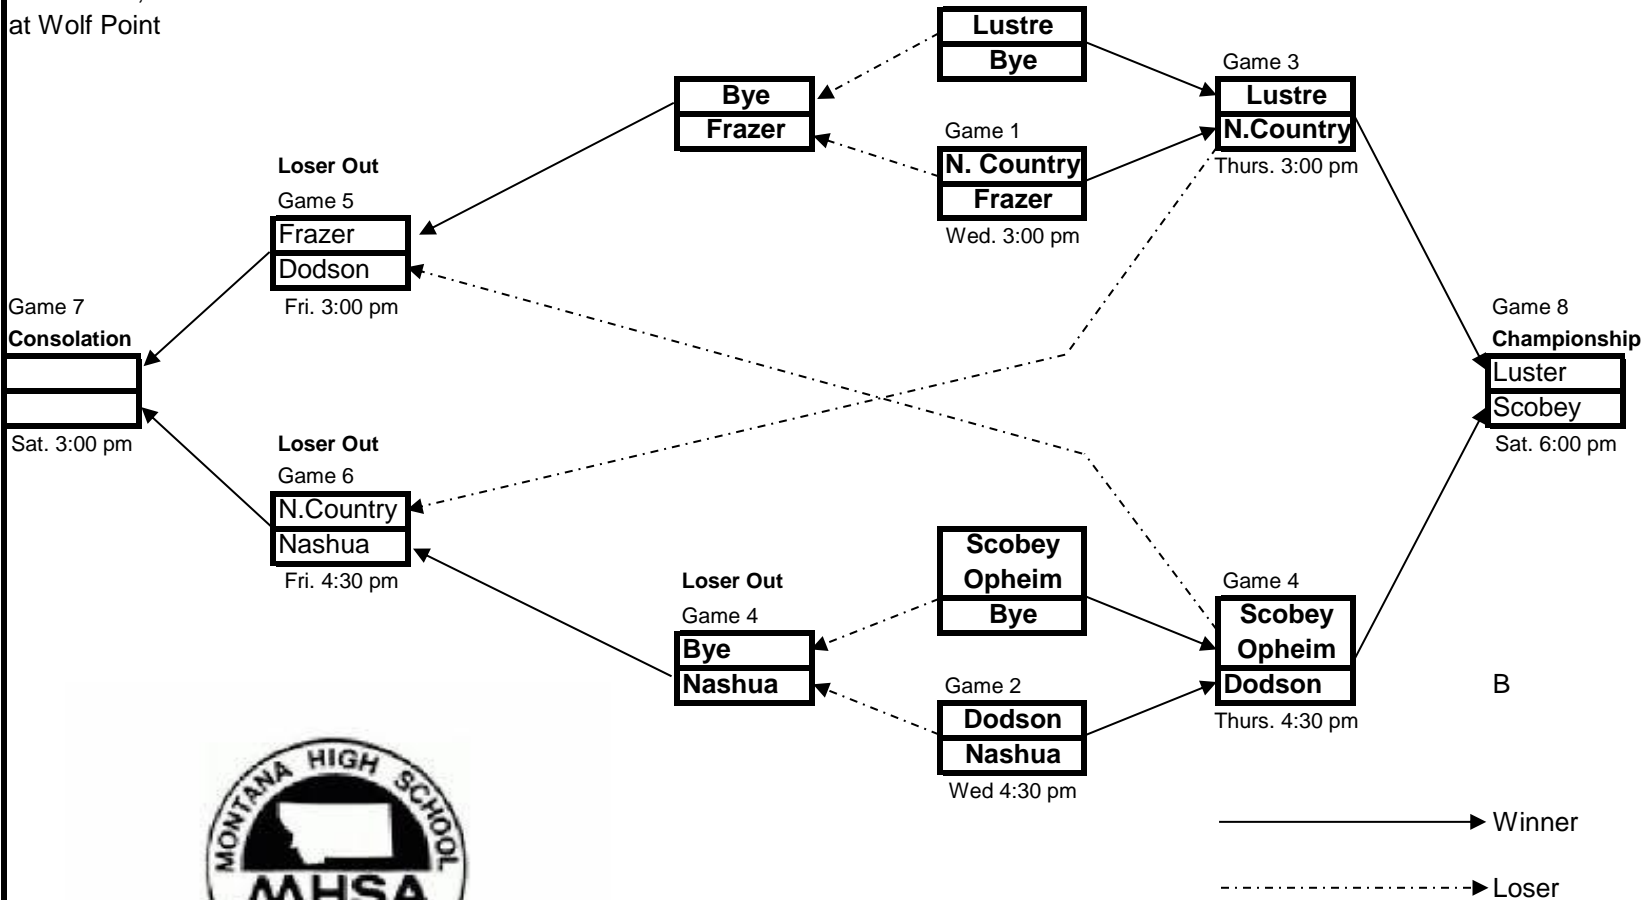 at Wolf Point
Lustre
Bye
Game 3
Lustre
N.Country
Thurs. 3:00 pm
Bye
Frazer
Game 1
N. Country
Frazer
Wed. 3:00 pm
Loser Out
Game 5
Frazer
Dodson
Fri. 3:00 pm
Game 7
Consolation
Sat. 3:00 pm
Game 8
Championship
Luster
Scobey
Sat. 6:00 pm
Loser Out
Game 6
N.Country
Nashua
Fri. 4:30 pm
Loser Out
Game 4
Bye
Nashua
Scobey
Opheim
Bye
Game 2
Dodson
Nashua
Wed 4:30 pm
Game 4
Scobey
Opheim
Dodson
Thurs. 4:30 pm
B
Winner
Loser
MONTANA HIGH SCHOOL
MHSA